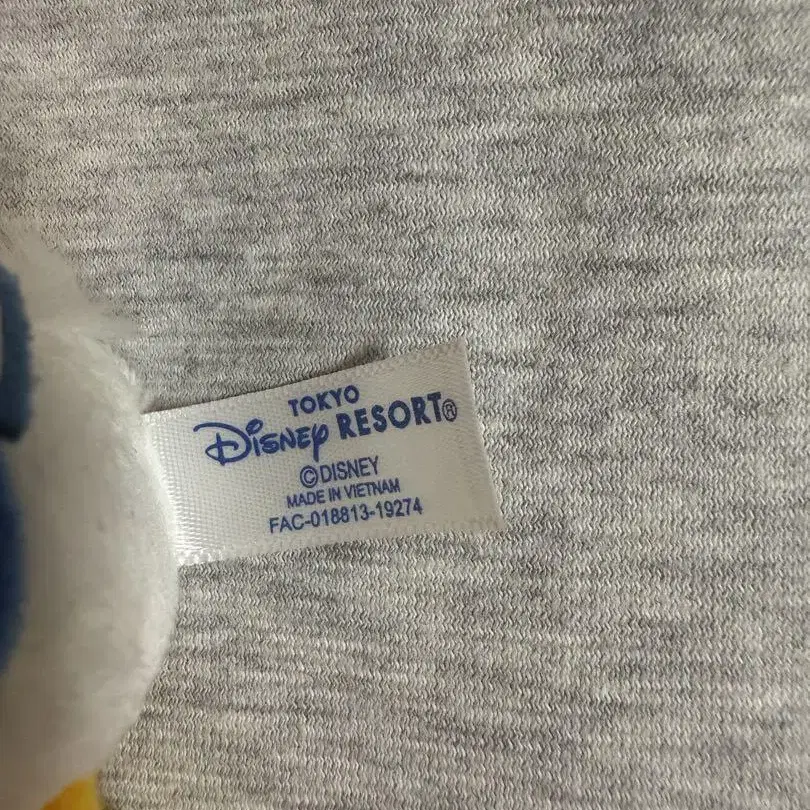 TOKYO
Disney RESORT®
©DISNEY
MADE IN VIETNAM
FAC-018813-19274